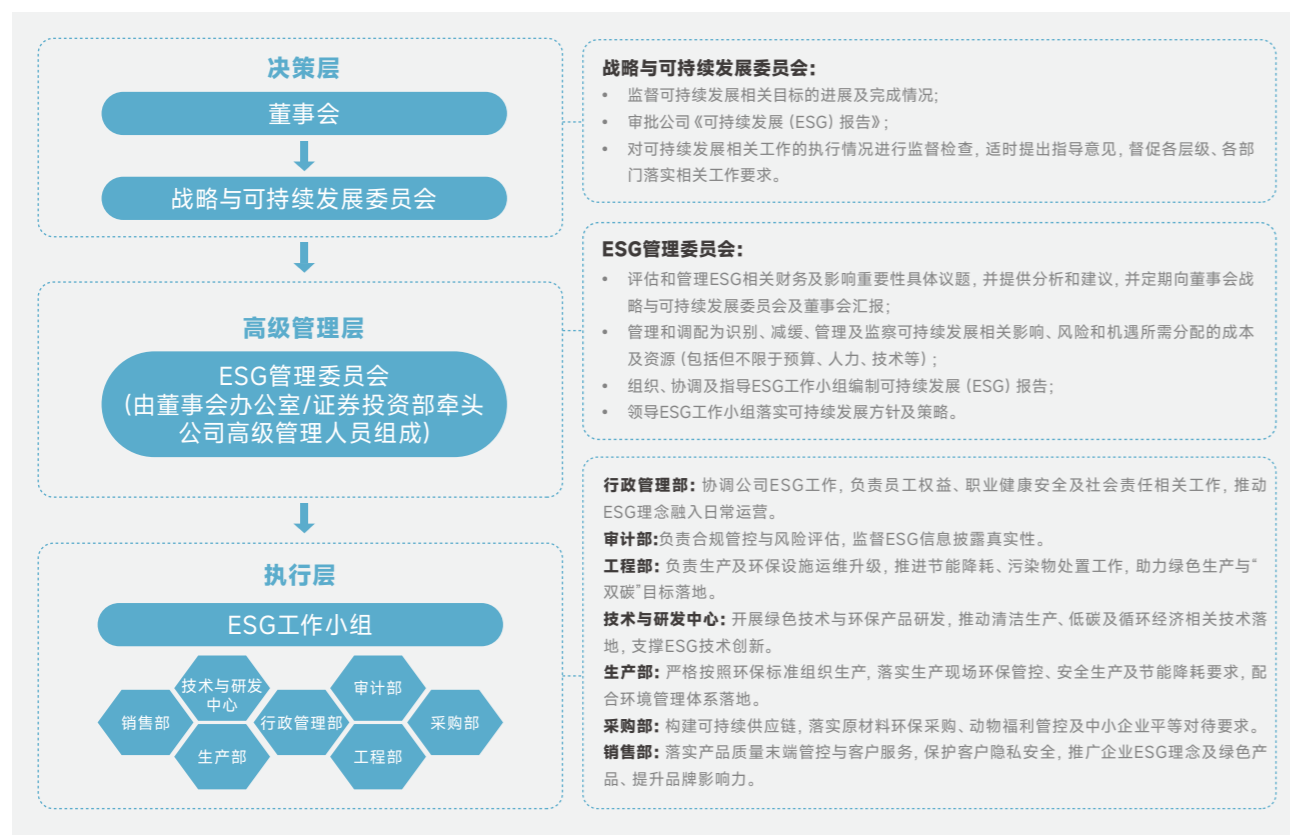 决策层
董事会
战略与可持续发展委员会
战略与可持续发展委员会:
• 监督可持续发展相关目标的进展及完成情况;
• 审批公司《可持续发展 (ESG) 报告》;
• 对可持续发展相关工作的执行情况进行监督检查, 适时提出指导意见, 督促各层级、各部
门落实相关工作要求。
高级管理层
ESG管理委员会
(由董事会办公室/证券投资部牵头
公司高级管理人员组成)
ESG管理委员会:
• 评估和管理ESG相关财务及影响重要性具体议题, 并提供分析和建议, 并定期向董事会战
略与可持续发展委员会及董事会汇报;
• 管理和调配为识别、减缓、管理及监察可持续发展相关影响、风险和机遇所需分配的成本
及资源 (包括但不限于预算、人力、技术等) ;
• 组织、协调及指导ESG工作小组编制可持续发展 (ESG) 报告;
• 领导ESG工作小组落实可持续发展方针及策略。
执行层
ESG工作小组
销售部
技术与研发
中心
生产部
行政管理部
审计部
工程部
采购部
行政管理部: 协调公司ESG工作, 负责员工权益、职业健康安全及社会责任相关工作, 推动
ESG理念融入日常运营。
审计部:负责合规管控与风险评估, 监督ESG信息披露真实性。
工程部: 负责生产及环保设施运维升级, 推进节能降耗、污染物处置工作, 助力绿色生产与“
双碳”目标落地。
技术与研发中心: 开展绿色技术与环保产品研发, 推动清洁生产、低碳及循环经济相关技术落
地, 支撑ESG技术创新。
生产部: 严格按照环保标准组织生产, 落实生产现场环保管控、安全生产及节能降耗要求, 配
合环境管理体系落地。
采购部: 构建可持续供应链, 落实原材料环保采购、动物福利管控及中小企业平等对待要求。
销售部: 落实产品质量末端管控与客户服务, 保护客户隐私安全, 推广企业ESG理念及绿色产
品、提升品牌影响力。